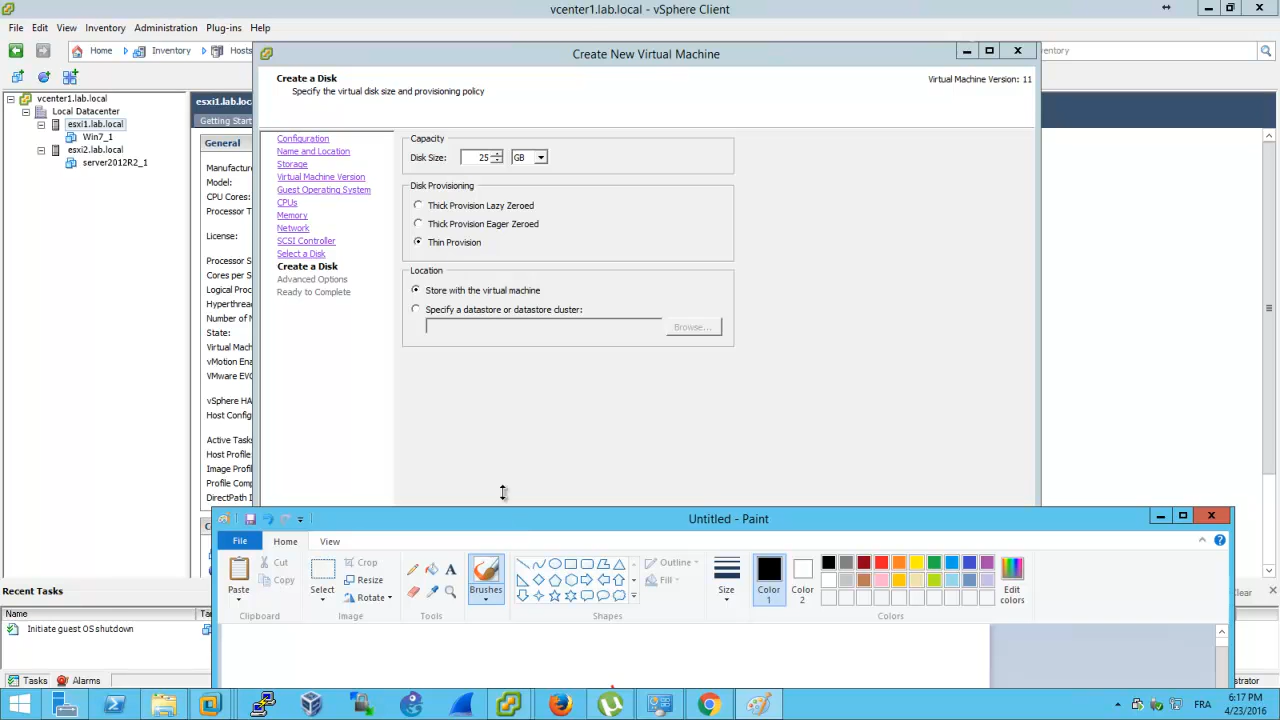 vcenter1.lab.local - vSphere Client
File Edit View Inventory Administration Plug-ins Help
Home Inventory Hosts
ventory
Create New Virtual Machine
Create a Disk
Specify the virtual disk size and provisioning policy
Virtual Machine Version: 11
vcenter1.lab.local
Local Datacenter
esxi1.lab.local
Win7_1
esxi2.lab.local
server2012R2_1
esxi1.lab.loc
Getting Start
General
Manufacture
Model:
CPU Cores:
Processor T
License:
Processor S
Cores per S
Logical Proc
Hyperthrea
Number of N
State:
Virtual Mach
vMotion Ena
VMware EVC
vSphere HA
Host Config
Active Tasks
Host Profile
Image Profil
Profile Comp
DirectPath I
Configuration
Name and Location
Storage
Virtual Machine Version
Guest Operating System
CPUs
Memory
Network
SCSI Controller
Select a Disk
Create a Disk
Advanced Options
Ready to Complete
Capacity
Disk Size: 25 GB
Disk Provisioning
Thick Provision Lazy Zeroed
Thick Provision Eager Zeroed
Thin Provision
Location
Store with the virtual machine
Specify a datastore or datastore cluster:
Browse...
Recent Tasks
Name
Initiate guest OS shutdown
Tasks Alarms
Clear
strator
Untitled - Paint
File Home View
Paste Cut
Copy
Clipboard
Select Crop
Resize
Rotate
Image
A
Tools
Brushes
Outline
Fill
Shapes
Size
Color 1
Color 2
Edit colors
Colors
FRA
6:17 PM
4/23/2016